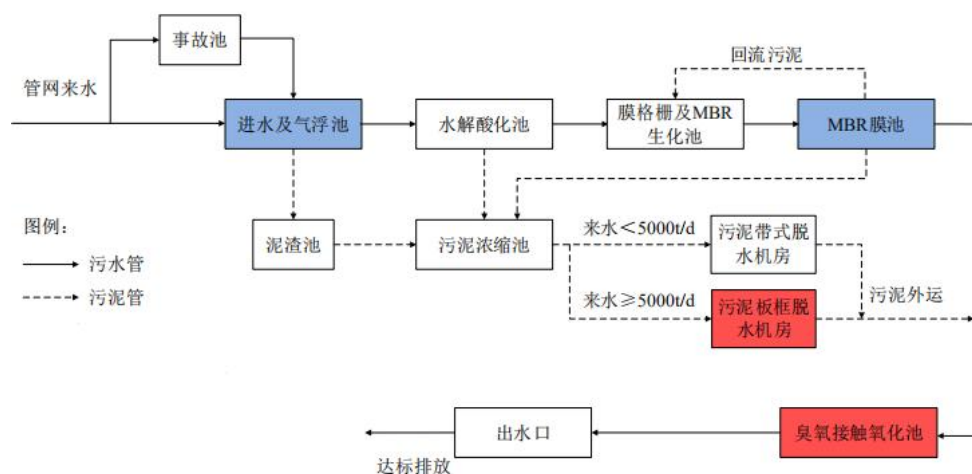 事故池
管网来水
回流污泥
进水及气浮池
水解酸化池
膜格栅及MBR
生化池
MBR膜池
图例：
污水管
污泥管
泥渣池
污泥浓缩池
来水＜5000t/d
污泥带式脱
水机房
来水≥5000t/d
污泥板框脱
水机房
污泥外运
出水口
臭氧接触氧化池
达标排放